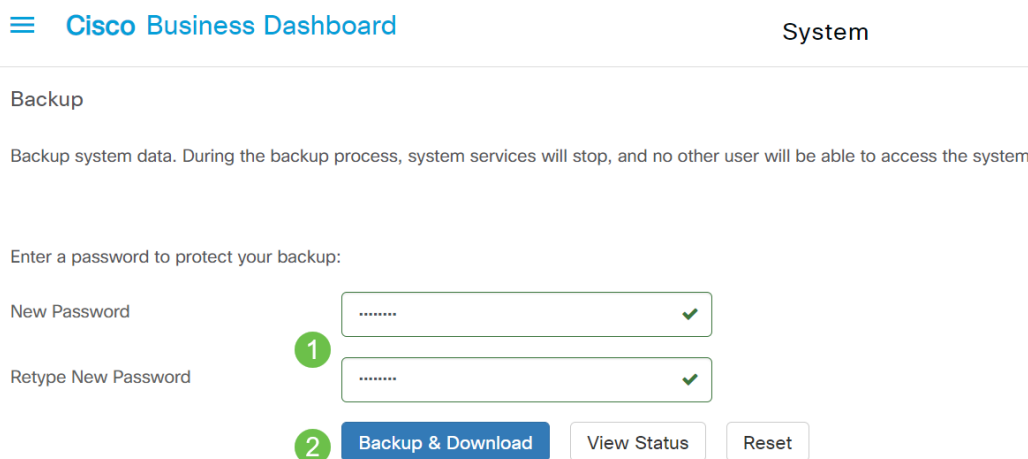 Cisco Business Dashboard
System
Backup
Backup system data. During the backup process, system services will stop, and no other user will be able to access the system
Enter a password to protect your backup:
New Password
........
1
Retype New Password
........
2
Backup & Download
View Status
Reset